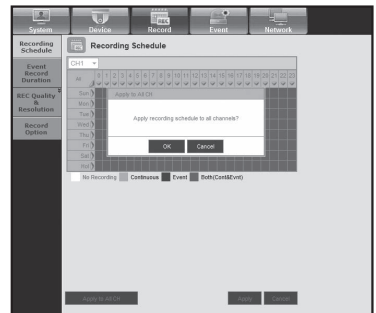 System Device Record Event Network
Recording Schedule
Recording
Schedule
Event
Record
Duration
REC Quality
&
Resolution
Record
Option
CH1
All 0 1 2 3 4 5 6 7 8 9 10 11 12 13 14 15 16 17 18 19 20 21 22 23
Sun
Mon
Tue
Wed
Thu
Fri
Sat
Hol
Apply to All CH
Apply recording schedule to all channels?
OK Cancel
No Recording Continuous Event Both(Cont&Evnt)
Apply to All CH Apply Cancel